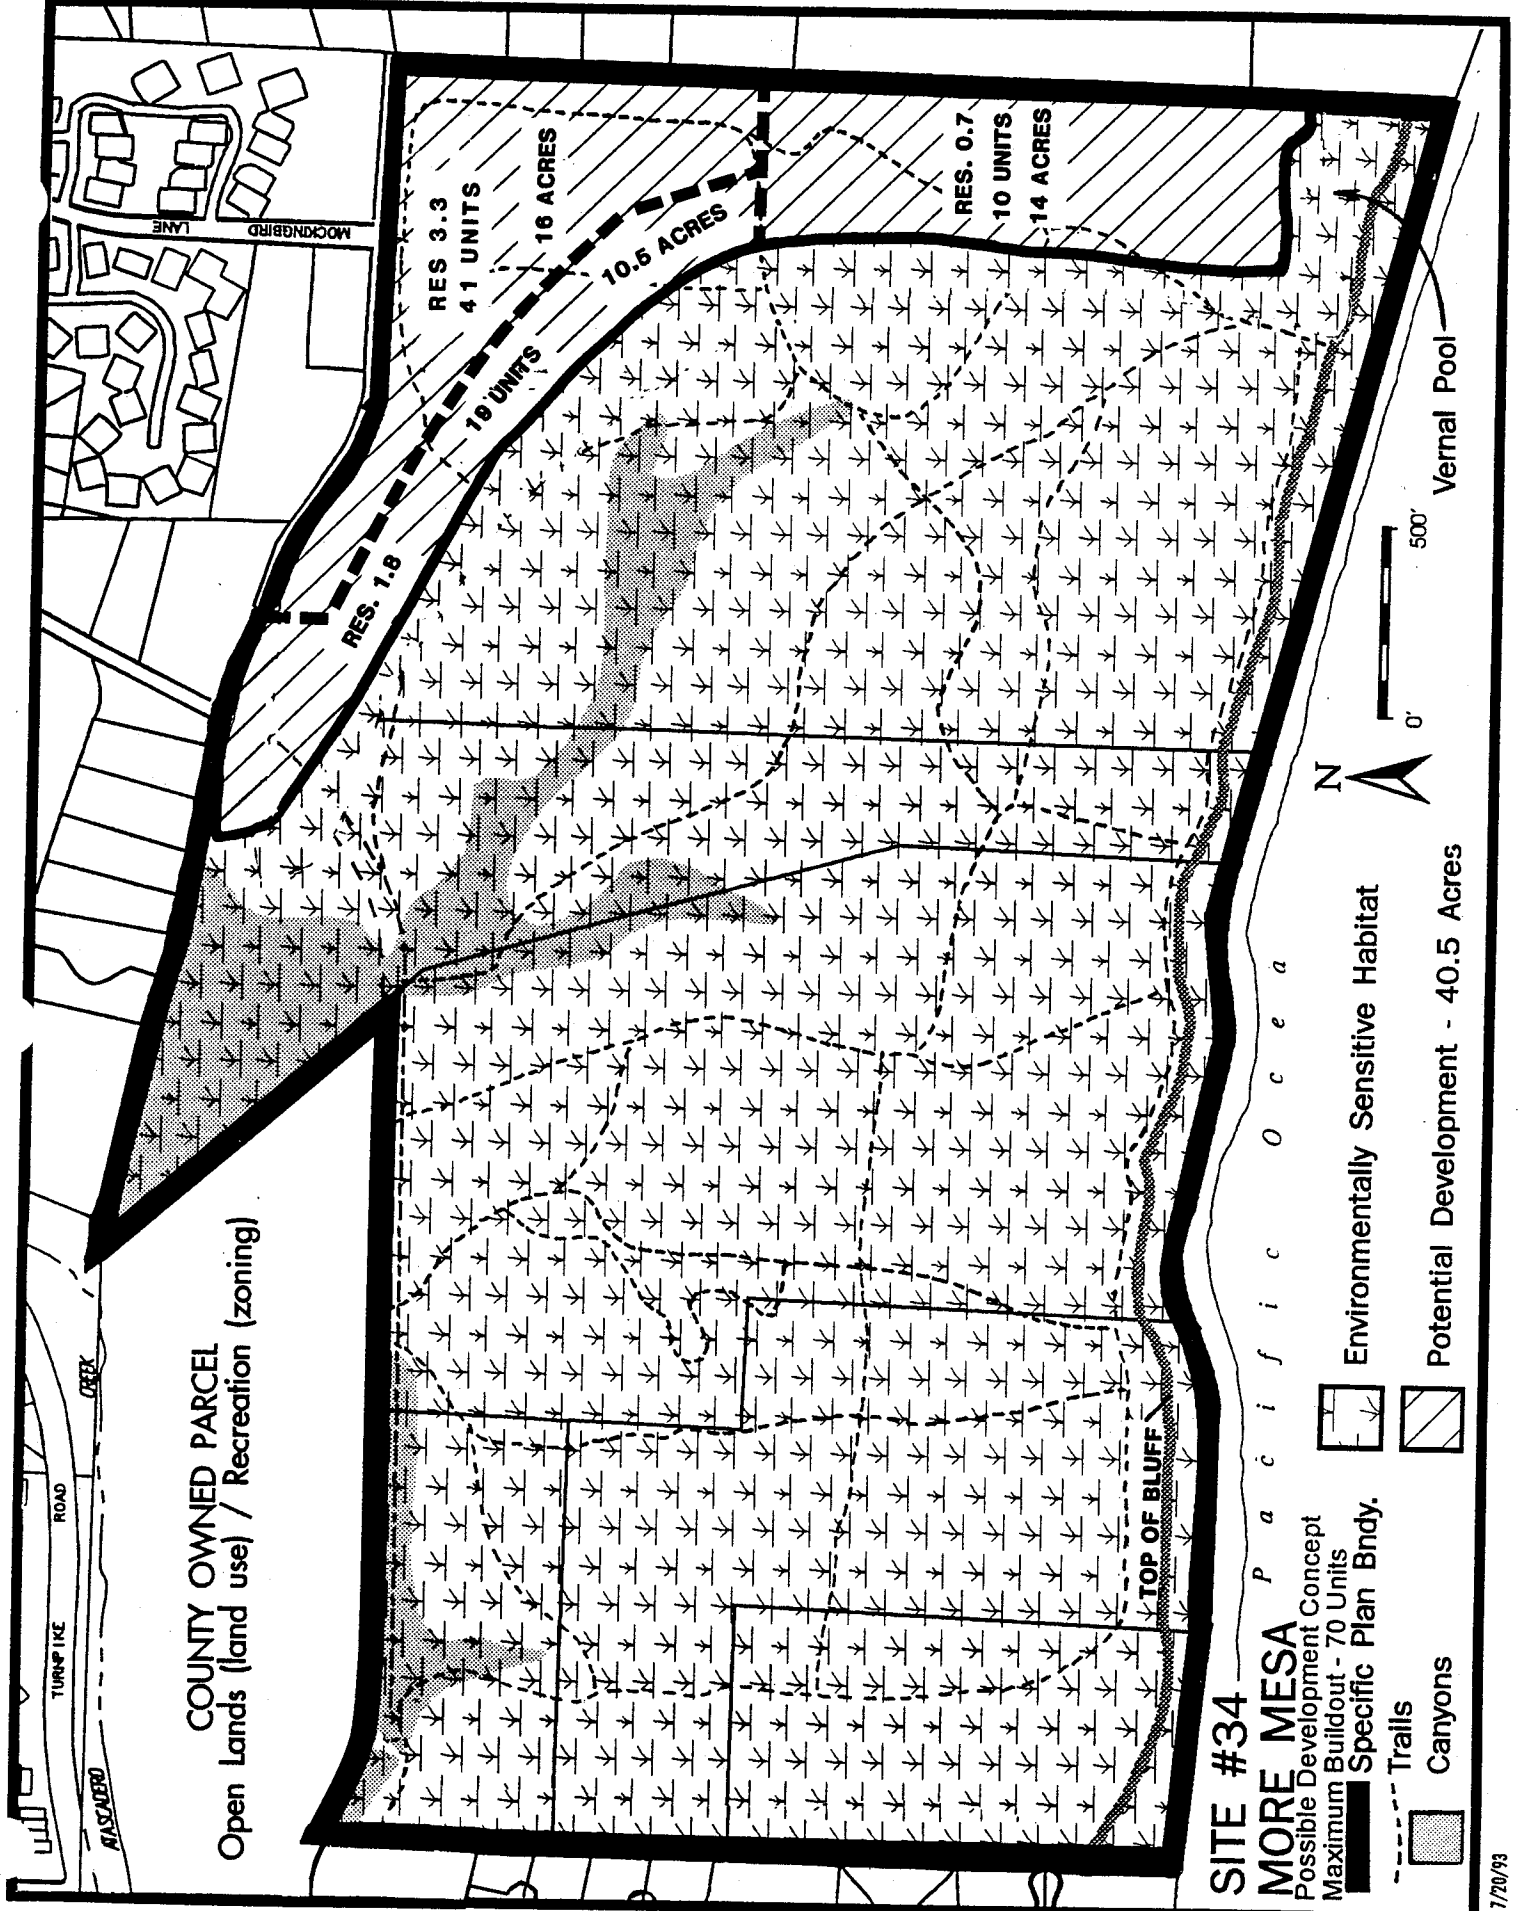 COUNTY OWNED PARCEL
Open Lands (land use) / Recreation (zoning)
TURNPIKE ROAD
ATASCADERO CREEK
MOCKINGBIRD LANE
RES 3.3
41 UNITS
16 ACRES
RES. 1.8
19 UNITS
10.5 ACRES
RES. 0.7
10 UNITS
14 ACRES
TOP OF BLUFF
Pacific Ocea
Vernal Pool
SITE #34
MORE MESA
Possible Development Concept
Maximum Buildout - 70 Units
Specific Plan Bndy.
Trails
Canyons
Environmentally Sensitive Habitat
Potential Development - 40.5 Acres
N
0' 500'
7/20/93